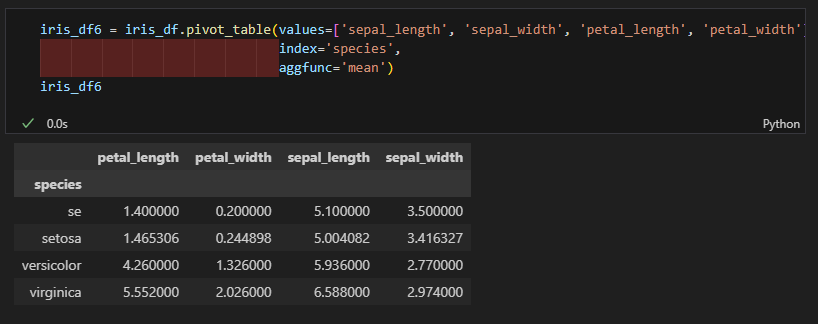 iris_df6 = iris_df.pivot_table(values=['sepal_length', 'sepal_width', 'petal_length', 'petal_width']
index='species',
aggfunc='mean')
iris_df6
0.0s Python
petal_length petal_width sepal_length sepal_width
species
se 1.400000 0.200000 5.100000 3.500000
setosa 1.465306 0.244898 5.004082 3.416327
versicolor 4.260000 1.326000 5.936000 2.770000
virginica 5.552000 2.026000 6.588000 2.974000